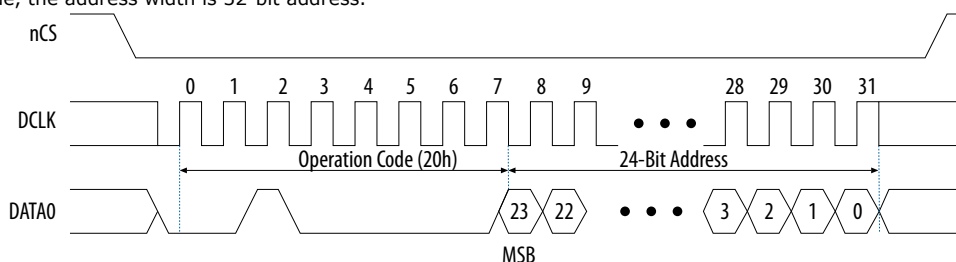 the address width is 32-bit address.
nCS
0 1 2 3 4 5 6 7 8 9 28 29 30 31
DCLK
Operation Code (20h) 24-Bit Address
DATA0 23 22 3 2 1 0
MSB